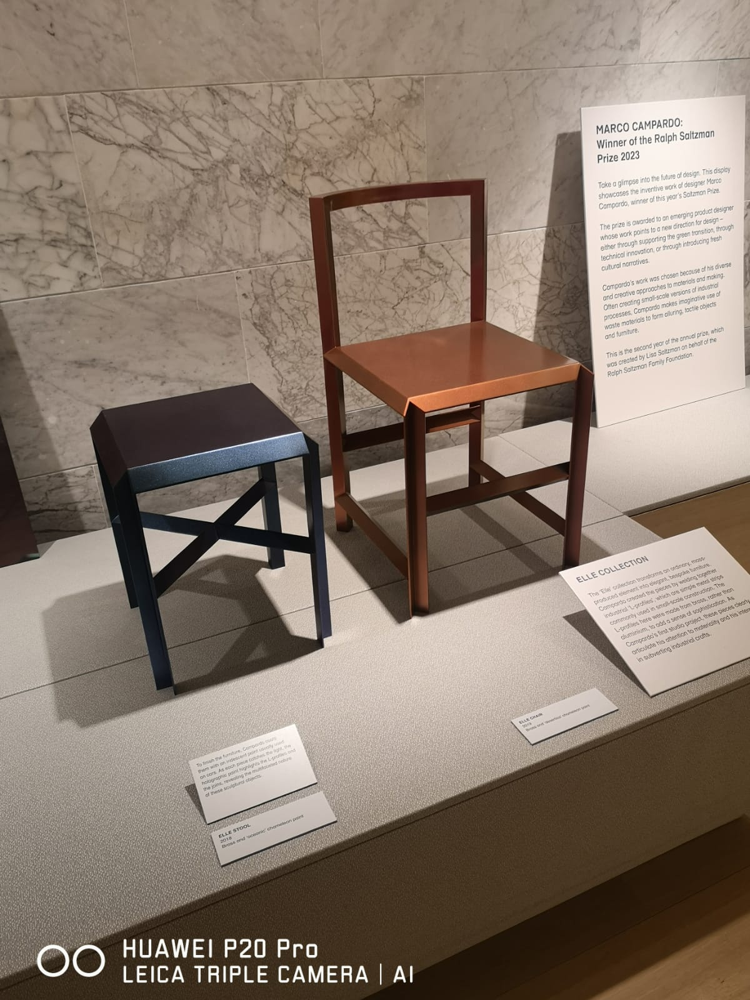 MARCO CAMPARDO:
Winner of the Ralph Saltzman
Prize 2023
Take a glimpse into the future of design. This display
showcases the inventive work of designer Marco
Campardo, winner of this year's Saltzman Prize.
The prize is awarded to an emerging product designer
whose work points to a new direction for design –
either through supporting the green transition, through
technical innovation, or through introducing fresh
cultural narratives.
Campardo's work was chosen because of his diverse
and creative approaches to materials and making.
Often creating small-scale versions of industrial
processes, Campardo makes imaginative use of
waste materials to form alluring, tactile objects
and furniture.
This is the second year of the annual prize, which
was created by Lisa Saltzman on behalf of the
Ralph Saltzman Family Foundation.
ELLE COLLECTION
The 'Elle' collection transforms an ordinary, mass-
produced element into elegant, bespoke furniture.
Campardo created the pieces by welding together
industrial 'L-profiles', which are simple metal strips
commonly used in small-scale construction. The
L-profiles here were made from brass, rather than
aluminium, to add a sense of sophistication. As
Campardo's first studio project, these pieces clearly
articulate his attention to materiality and his
in subverting industrial crafts.
ELLE CHAIR
2019
Brass and 'desertica' chameleon paint
To finish the furniture, Campardo coats
them with an iridescent paint usually used
on cars. As each piece catches the light, the
holographic paint highlights the L-profiles and
the joins, revealing the multifaceted nature
of these sculptural objects.
ELLE STOOL
2018
Brass and 'oceanic' chameleon paint
HUAWEI P20 Pro
LEICA TRIPLE CAMERA | AI